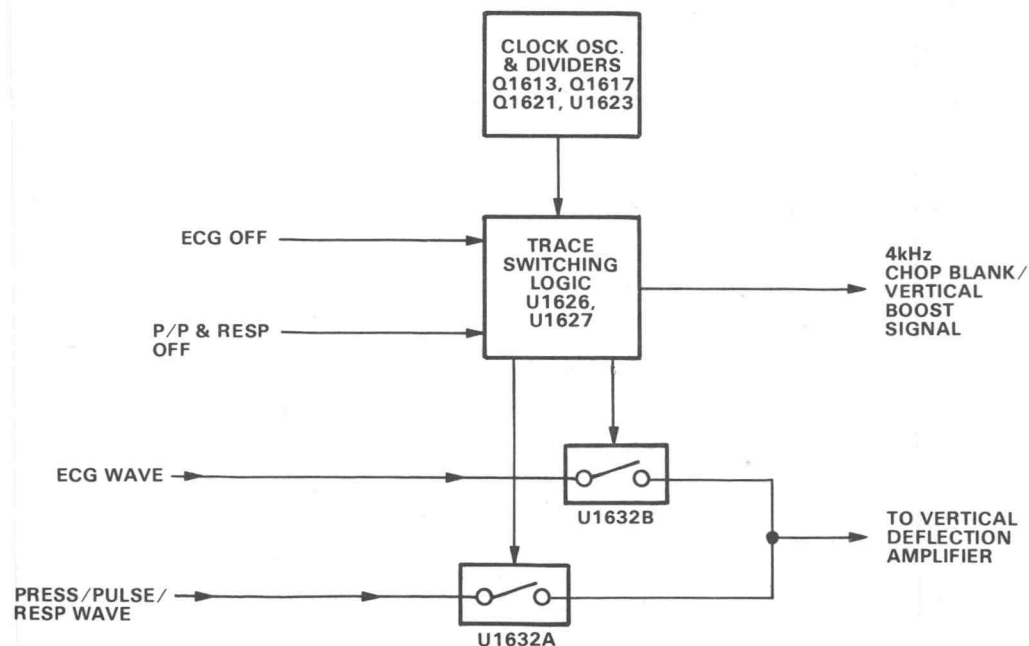 CLOCK OSC.
& DIVIDERS
Q1613, Q1617
Q1621, U1623
ECG OFF
TRACE
SWITCHING
LOGIC
U1626,
U1627
4kHz
CHOP BLANK/
VERTICAL
BOOST
SIGNAL
P/P & RESP
OFF
ECG WAVE
U1632B
TO VERTICAL
DEFLECTION
AMPLIFIER
PRESS/PULSE/
RESP WAVE
U1632A